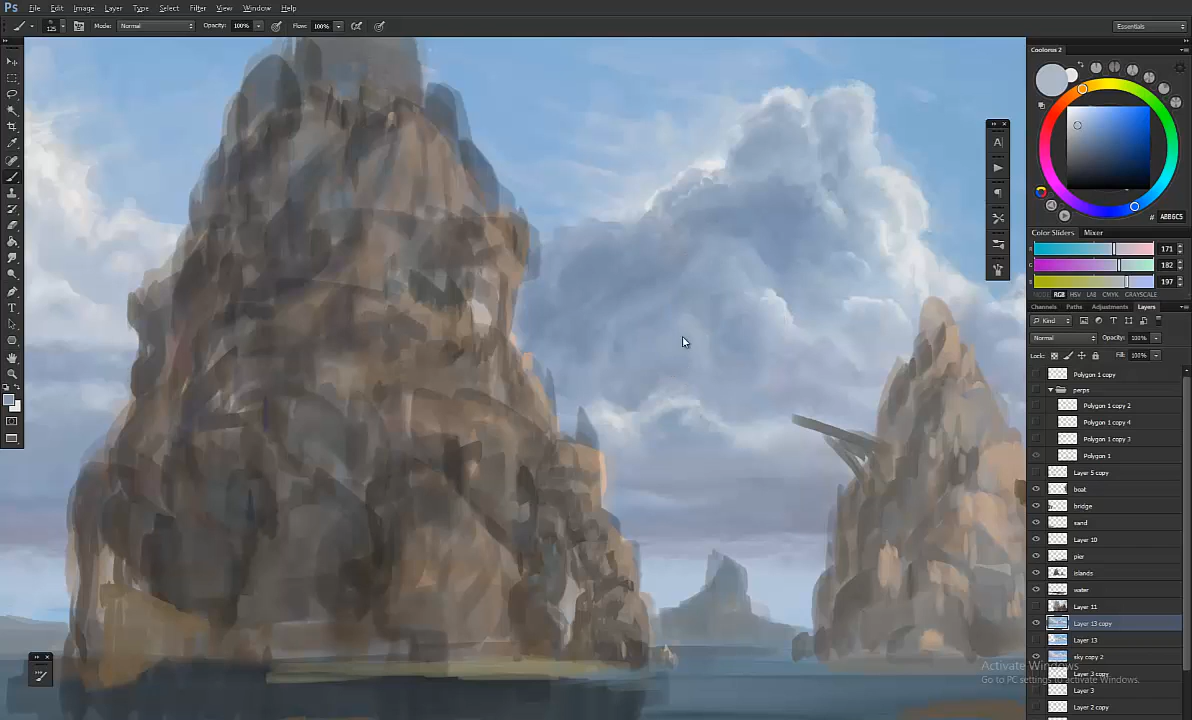 Ps File Edit Image Layer Type Select Filter View Window Help
125 Mode: Normal Opacity: 100% Flow: 100% Essentials
Coolorus 2
# ABB6C5
Color Sliders Mixer
171
182
197
RGB HSV LAB CMYK GRAYSCALE
Channels Paths Adjustments Layers
Kind
Normal Opacity: 100%
Lock: Fill: 100%
Polygon 1 copy
perps
Polygon 1 copy 2
Polygon 1 copy 4
Polygon 1 copy 3
Polygon 1
Layer 5 copy
boat
bridge
sand
Layer 10
pier
islands
water
Layer 11
Layer 13 copy
Layer 13
sky copy 2
Activate Windows
Layer 3 copy
Go to PC settings to activate Windows.
Layer 3
Layer 2 copy